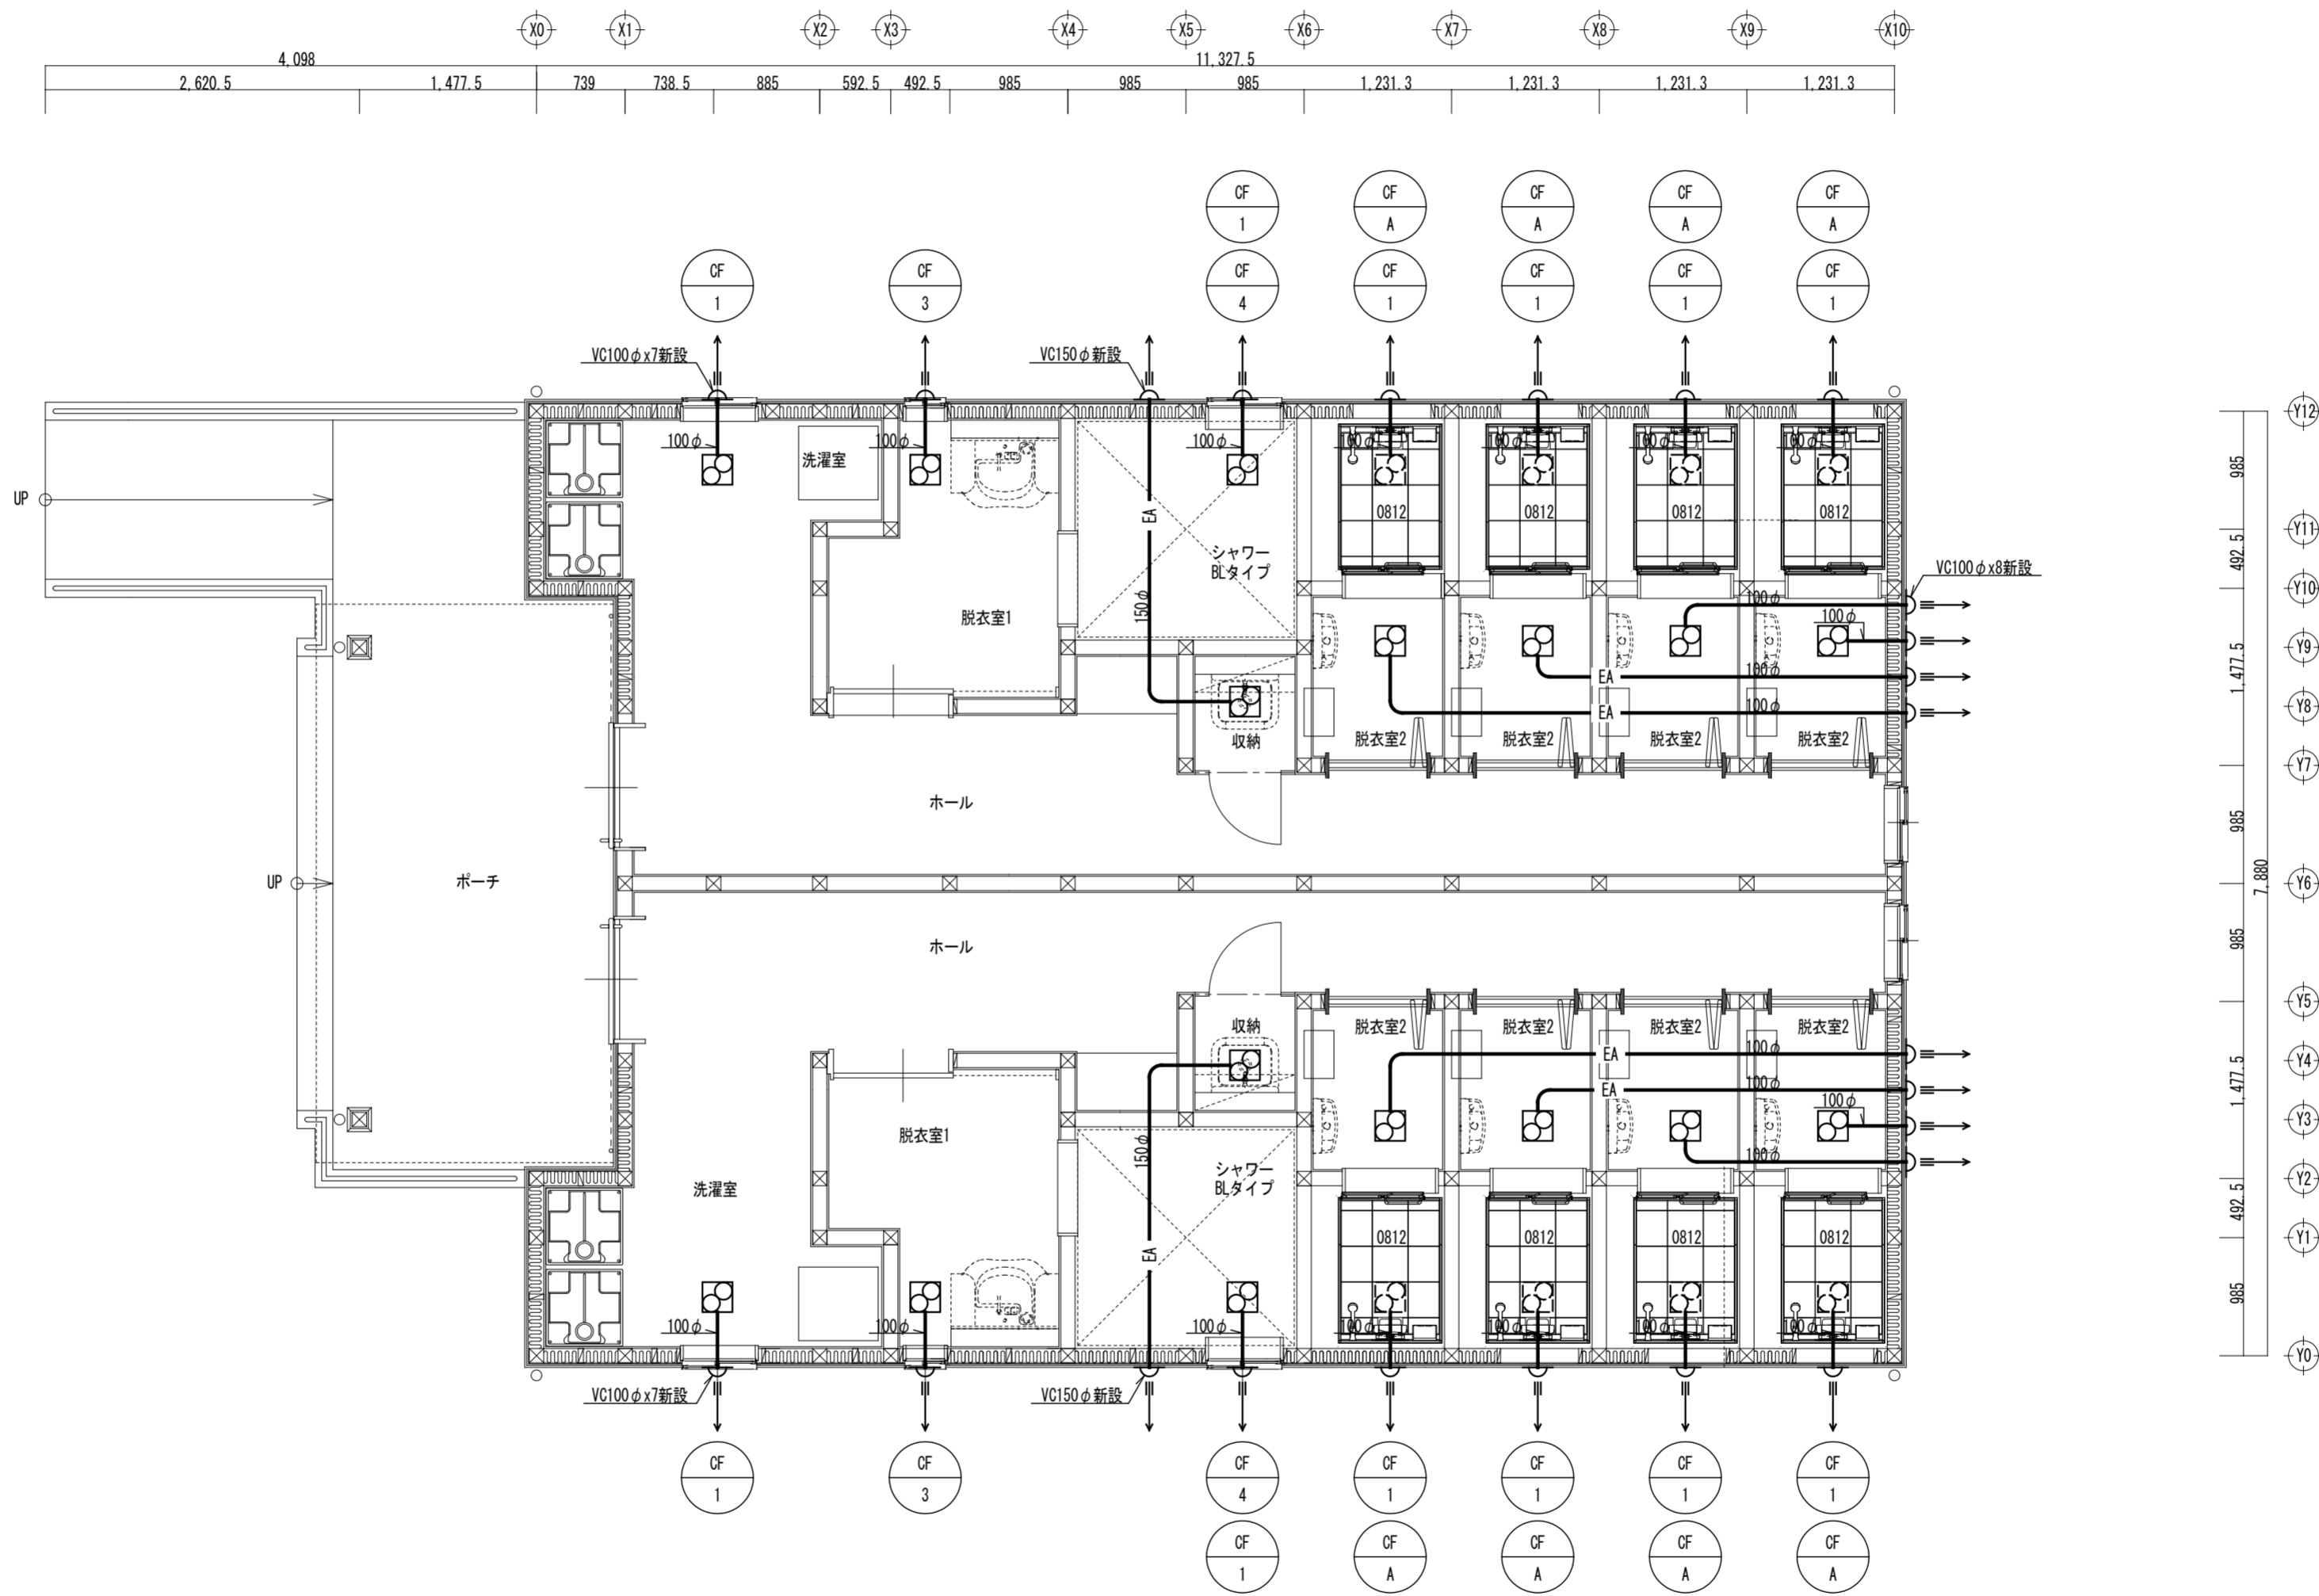 X0 X1 X2 X3 X4 X5 X6 X7 X8 X9 X10
4,098 11,327.5
2,620.5 1,477.5 739 738.5 885 592.5 492.5 985 985 985 1,231.3 1,231.3 1,231.3 1,231.3
CF CF CF CF CF
1 A A A A
CF CF CF CF CF CF CF
1 3 4 1 1 1 1
VC100φx7新設 VC150φ新設
Y12
100φ 100φ 100φ 100φ 100φ 100φ 100φ
洗濯室
985
UP
EA
0812 0812 0812 0812
Y11
シャワー
BLタイプ
492.5
VC100φx8新設
Y10
150φ
100φ
脱衣室1
100φ
Y9
EA 100φ
1,477.5
EA 100φ
Y8
収納
脱衣室2 脱衣室2 脱衣室2 脱衣室2
Y7
ホール
985
UP
ポーチ
7,880
Y6
ホール
985
Y5
収納
脱衣室2 脱衣室2 脱衣室2 脱衣室2
EA 100φ
Y4
EA 100φ
1,477.5
100φ
Y3
脱衣室1
150φ
100φ
シャワー
BLタイプ
Y2
洗濯室
492.5
0812 0812 0812 0812
Y1
EA
985
100φ 100φ 100φ 100φ 100φ 100φ 100φ
Y0
VC100φx7新設 VC150φ新設
CF CF CF CF CF CF CF
1 3 4 1 1 1 1
CF CF CF CF CF
1 A A A A